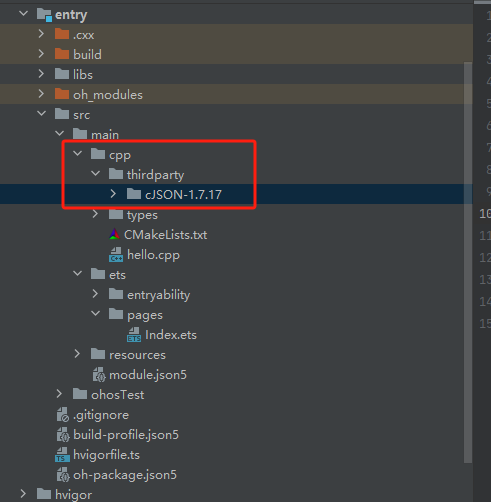 entry
.cxx
build
libs
oh_modules
src
main
cpp
thirdparty
cJSON-1.7.17
types
CMakeLists.txt
hello.cpp
ets
entryability
pages
Index.ets
resources
module.json5
ohosTest
.gitignore
build-profile.json5
hvigorfile.ts
oh-package.json5
hvigor
1
2
3
4
5
6
7
8
9
10
11
12
13
14
15